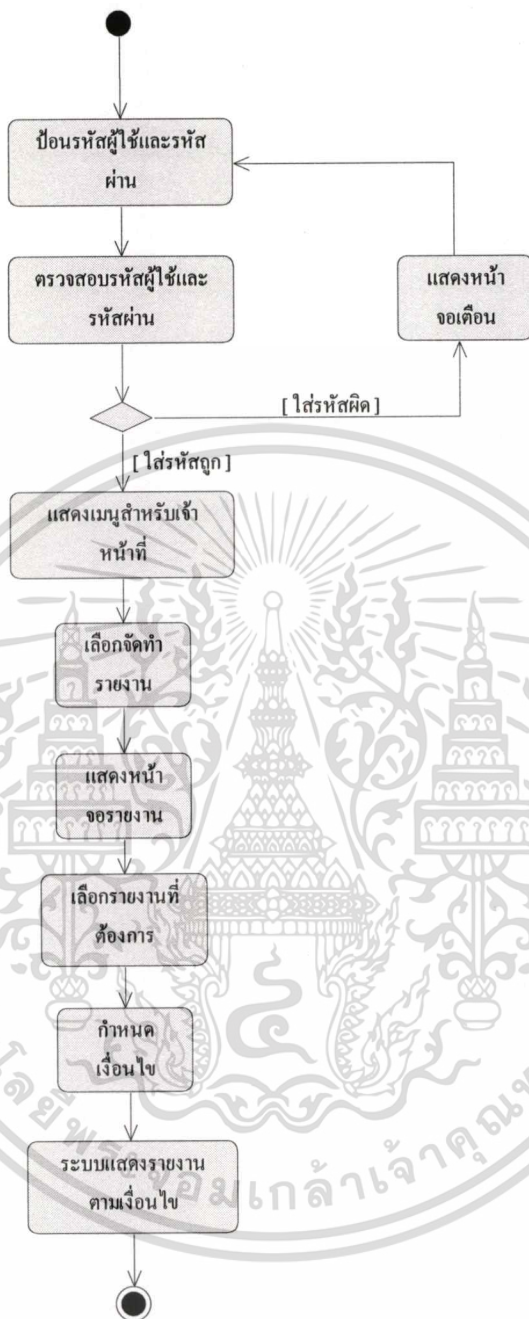 ป้อนรหัสผู้ใช้และรหัส
ผ่าน
ตรวจสอบรหัสผู้ใช้และ
รหัสผ่าน
แสดงหน้า
จอเตือน
[ ใส่รหัสผิด ]
[ ใส่รหัสถูก ]
แสดงเมนูสำหรับเจ้า
หน้าที่
เลือกจัดทำ
รายงาน
แสดงหน้า
จอรายงาน
เลือกรายงานที่
ต้องการ
กำหนด
เงื่อนไข
ระบบแสดงรายงาน
ตามเงื่อนไข